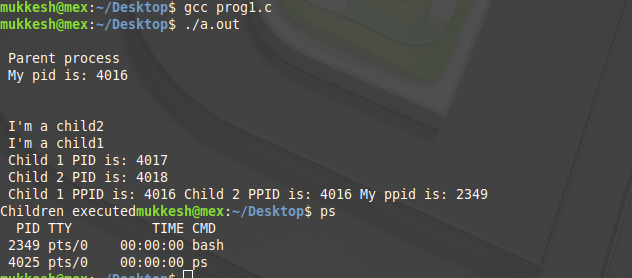 mukkesh@mex:~/Desktop$ gcc prog1.c
mukkesh@mex:~/Desktop$ ./a.out
Parent process
My pid is: 4016
I'm a child2
I'm a child1
Child 1 PID is: 4017
Child 2 PID is: 4018
Child 1 PPID is: 4016 Child 2 PPID is: 4016 My ppid is: 2349
Children executedmukkesh@mex:~/Desktop$ ps
PID TTY TIME CMD
2349 pts/0 00:00:00 bash
4025 pts/0 00:00:00 ps
mukkesh@mex:~/Desktop$